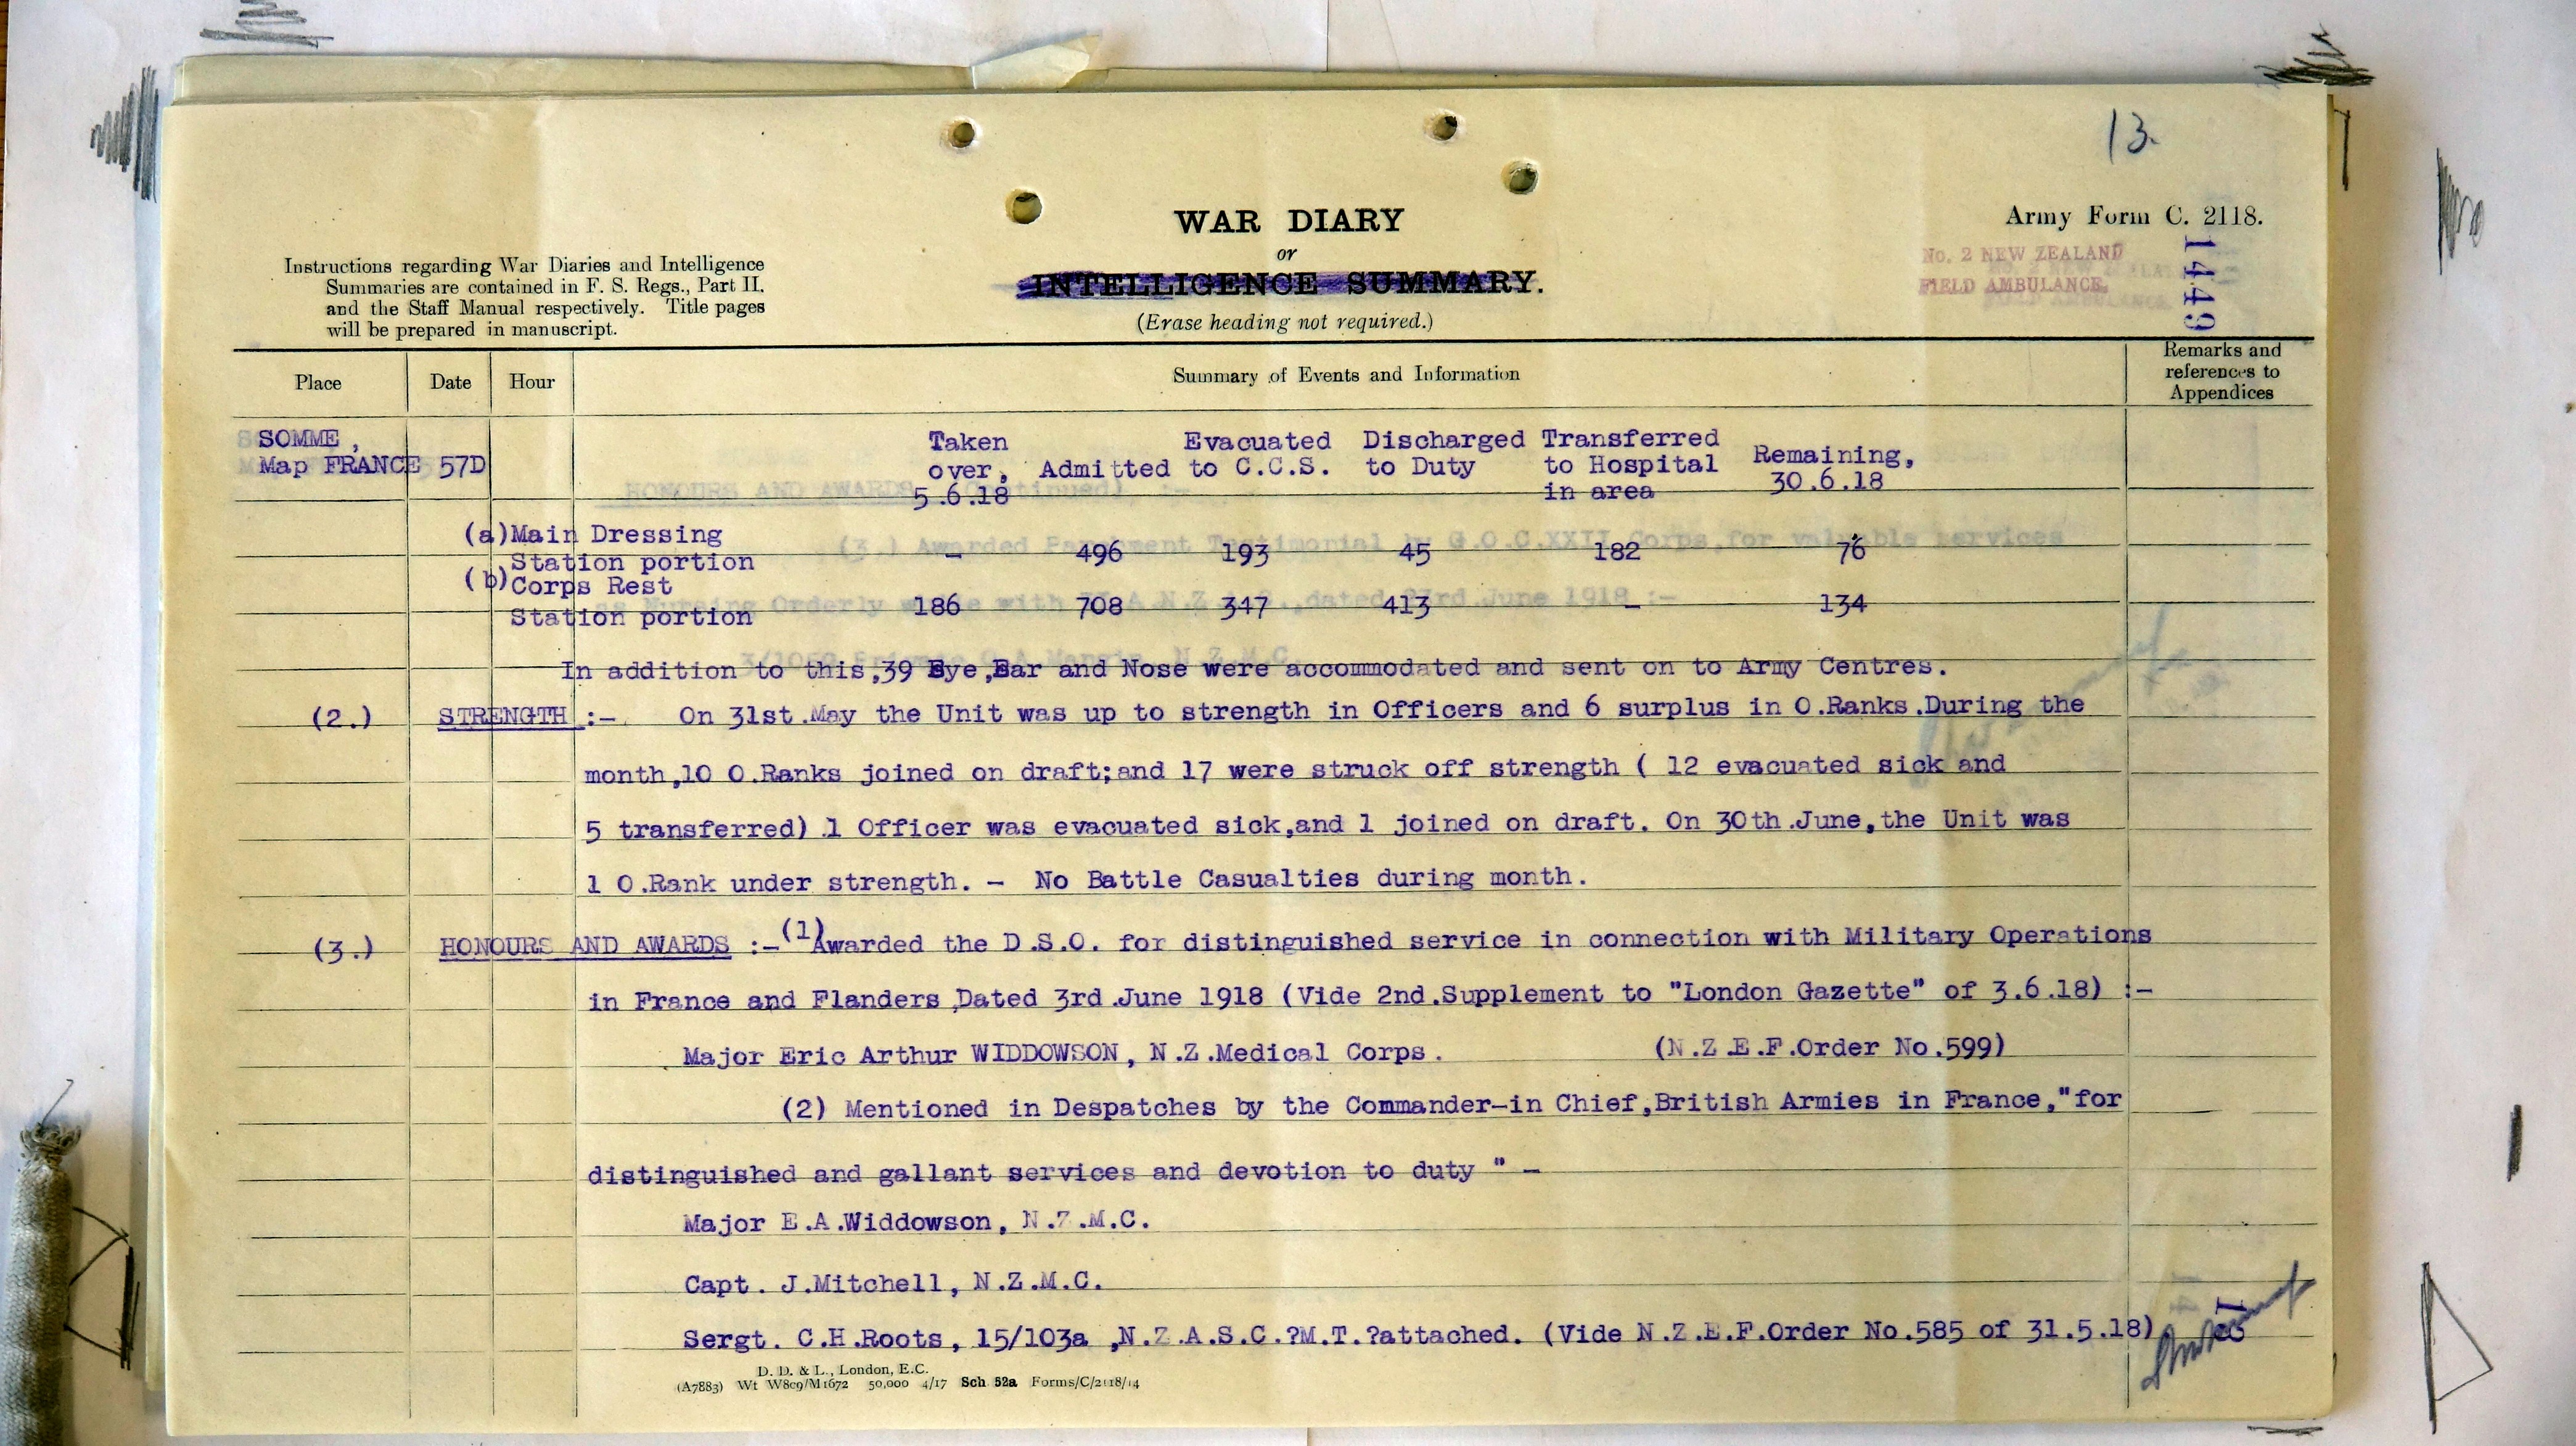 13.
Army Form C. 2118.
No. 2 NEW ZEALAND
FIELD AMBULANCE.
1449
WAR DIARY
or
INTELLIGENCE SUMMARY.
(Erase heading not required.)
Instructions regarding War Diaries and Intelligence
Summaries are contained in F. S. Regs., Part II.
and the Staff Manual respectively. Title pages
will be prepared in manuscript.
Place Date Hour Summary of Events and Information Remarks and references to Appendices
SOMME,
Map FRANCE 57D
Taken Evacuated Discharged Transferred
over, Admitted to C.C.S. to Duty to Hospital Remaining,
5.6.18 in area 30.6.18
(a) Main Dressing
Station portion – 496 193 45 182 76
(b) Corps Rest
Station portion 186 708 347 413 – 134
In addition to this,39 Eye,Ear and Nose were accommodated and sent on to Army Centres.
(2.) STRENGTH :- On 31st.May the Unit was up to strength in Officers and 6 surplus in O.Ranks.During the
month,10 O.Ranks joined on draft;and 17 were struck off strength ( 12 evacuated sick and
5 transferred) 1 Officer was evacuated sick,and 1 joined on draft. On 30th.June,the Unit was
1 O.Rank under strength. – No Battle Casualties during month.
(3.) HONOURS AND AWARDS :-(1)Awarded the D.S.O. for distinguished service in connection with Military Operations
in France and Flanders,Dated 3rd.June 1918 (Vide 2nd.Supplement to "London Gazette" of 3.6.18) :-
Major Eric Arthur WIDDOWSON, N.Z.Medical Corps. (N.Z.E.F.Order No.599)
(2) Mentioned in Despatches by the Commander-in Chief,British Armies in France,"for
distinguished and gallant services and devotion to duty " –
Major E.A.Widdowson, N.Z.M.C.
Capt. J.Mitchell, N.Z.M.C.
Sergt. C.H.Roots, 15/103a ,N.Z.A.S.C.?M.T.?attached. (Vide N.Z.E.F.Order No.585 of 31.5.18)
D. D. & L., London, E.C.
(A7883) Wt W809/M1672 50,000 4/17 Sch 52a Forms/C/2118/14